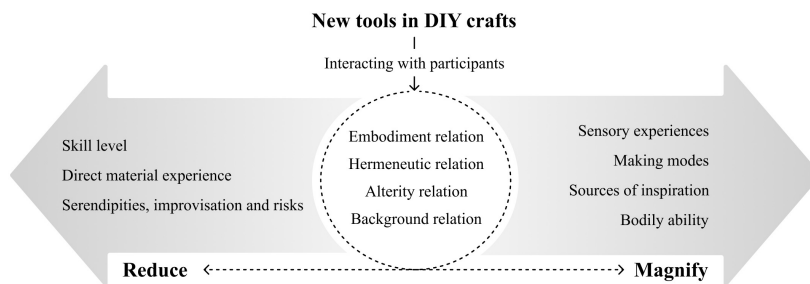 New tools in DIY crafts
Interacting with participants
Embodiment relation
Hermeneutic relation
Alterity relation
Background relation
Skill level
Direct material experience
Serendipities, improvisation and risks
Sensory experiences
Making modes
Sources of inspiration
Bodily ability
Reduce
Magnify